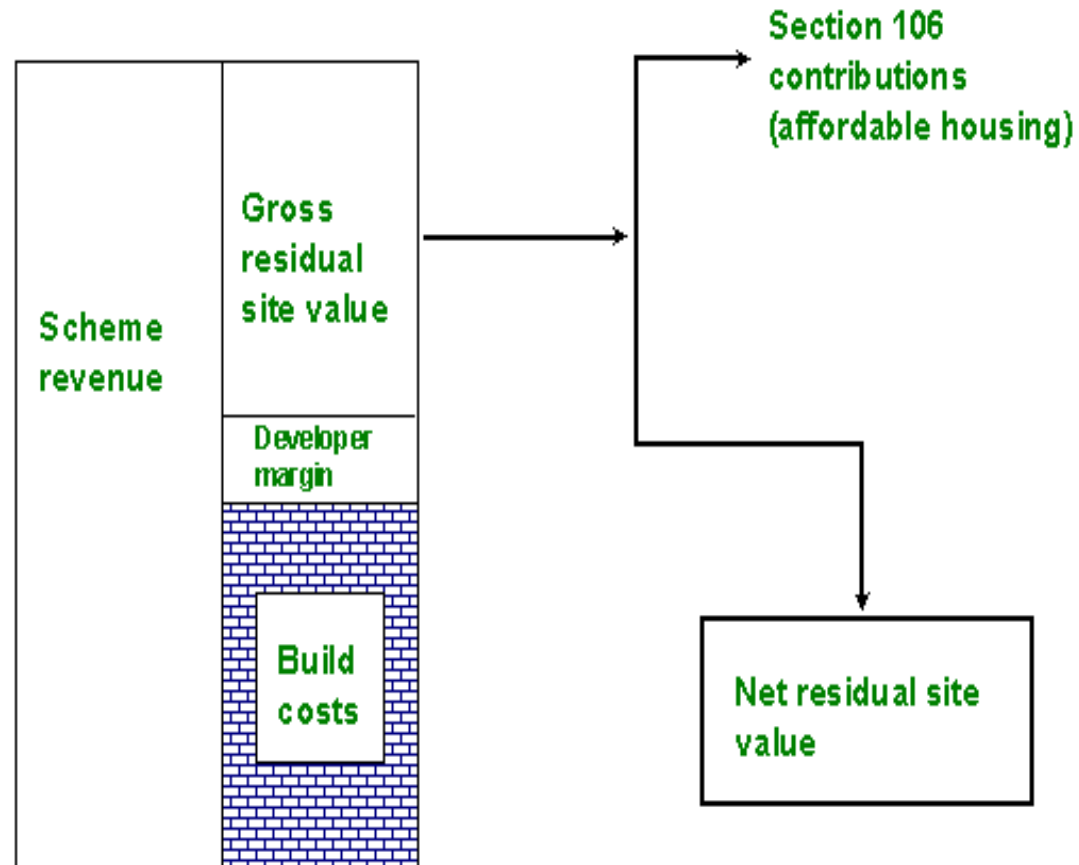 Section 106
contributions
(affordable housing)
Gross
residual
site value
Scheme
revenue
Developer
margin
Build
costs
Net residual site
value